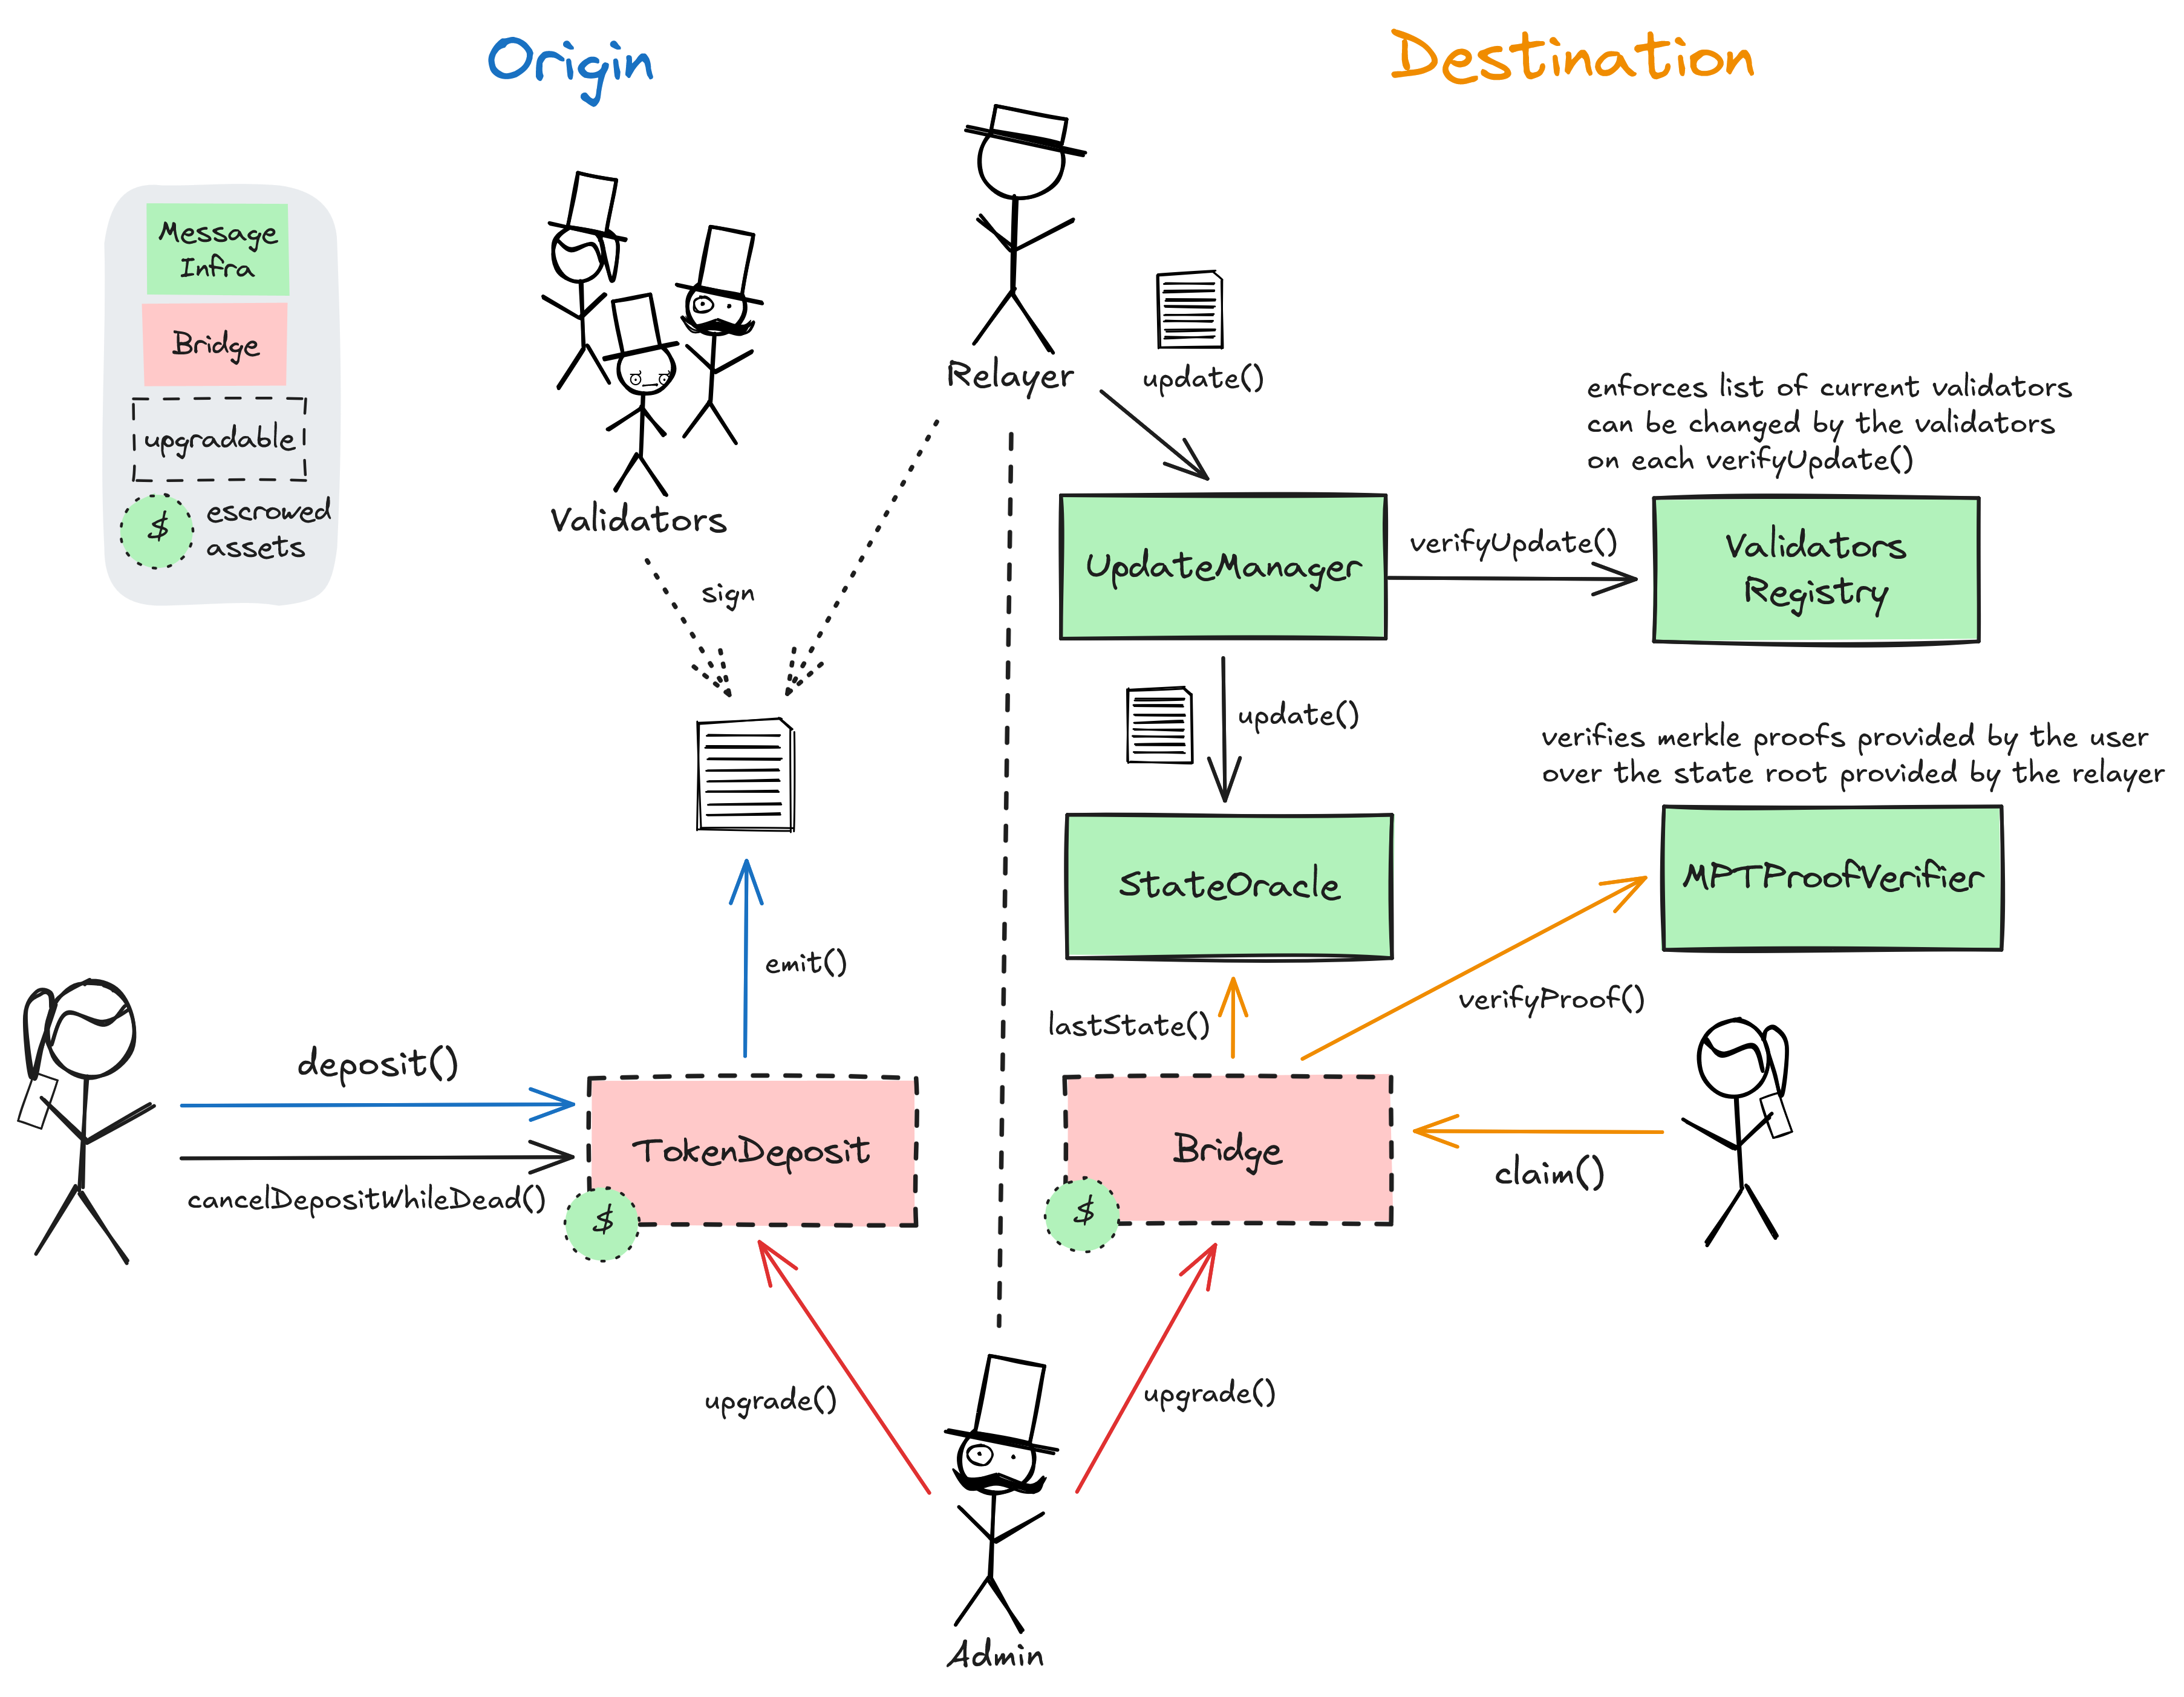 Origin
Destination
Message
Infra
Bridge
upgradable
$
escrowed
assets
Validators
Relayer
update()
sign
enforces list of current validators
can be changed by the validators
on each verifyUpdate()
UpdateManager
verifyUpdate()
Validators
Registry
update()
verifies merkle proofs provided by the user
over the state root provided by the relayer
StateOracle
MPTProofVerifier
emit()
lastState()
verifyProof()
deposit()
cancelDepositWhileDead()
TokenDeposit
$
Bridge
$
claim()
upgrade()
upgrade()
Admin